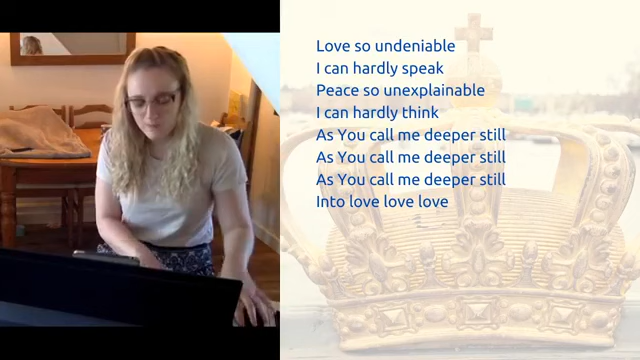 Love so undeniable
I can hardly speak
Peace so unexplainable
I can hardly think
As You call me deeper still
As You call me deeper still
As You call me deeper still
Into love love love